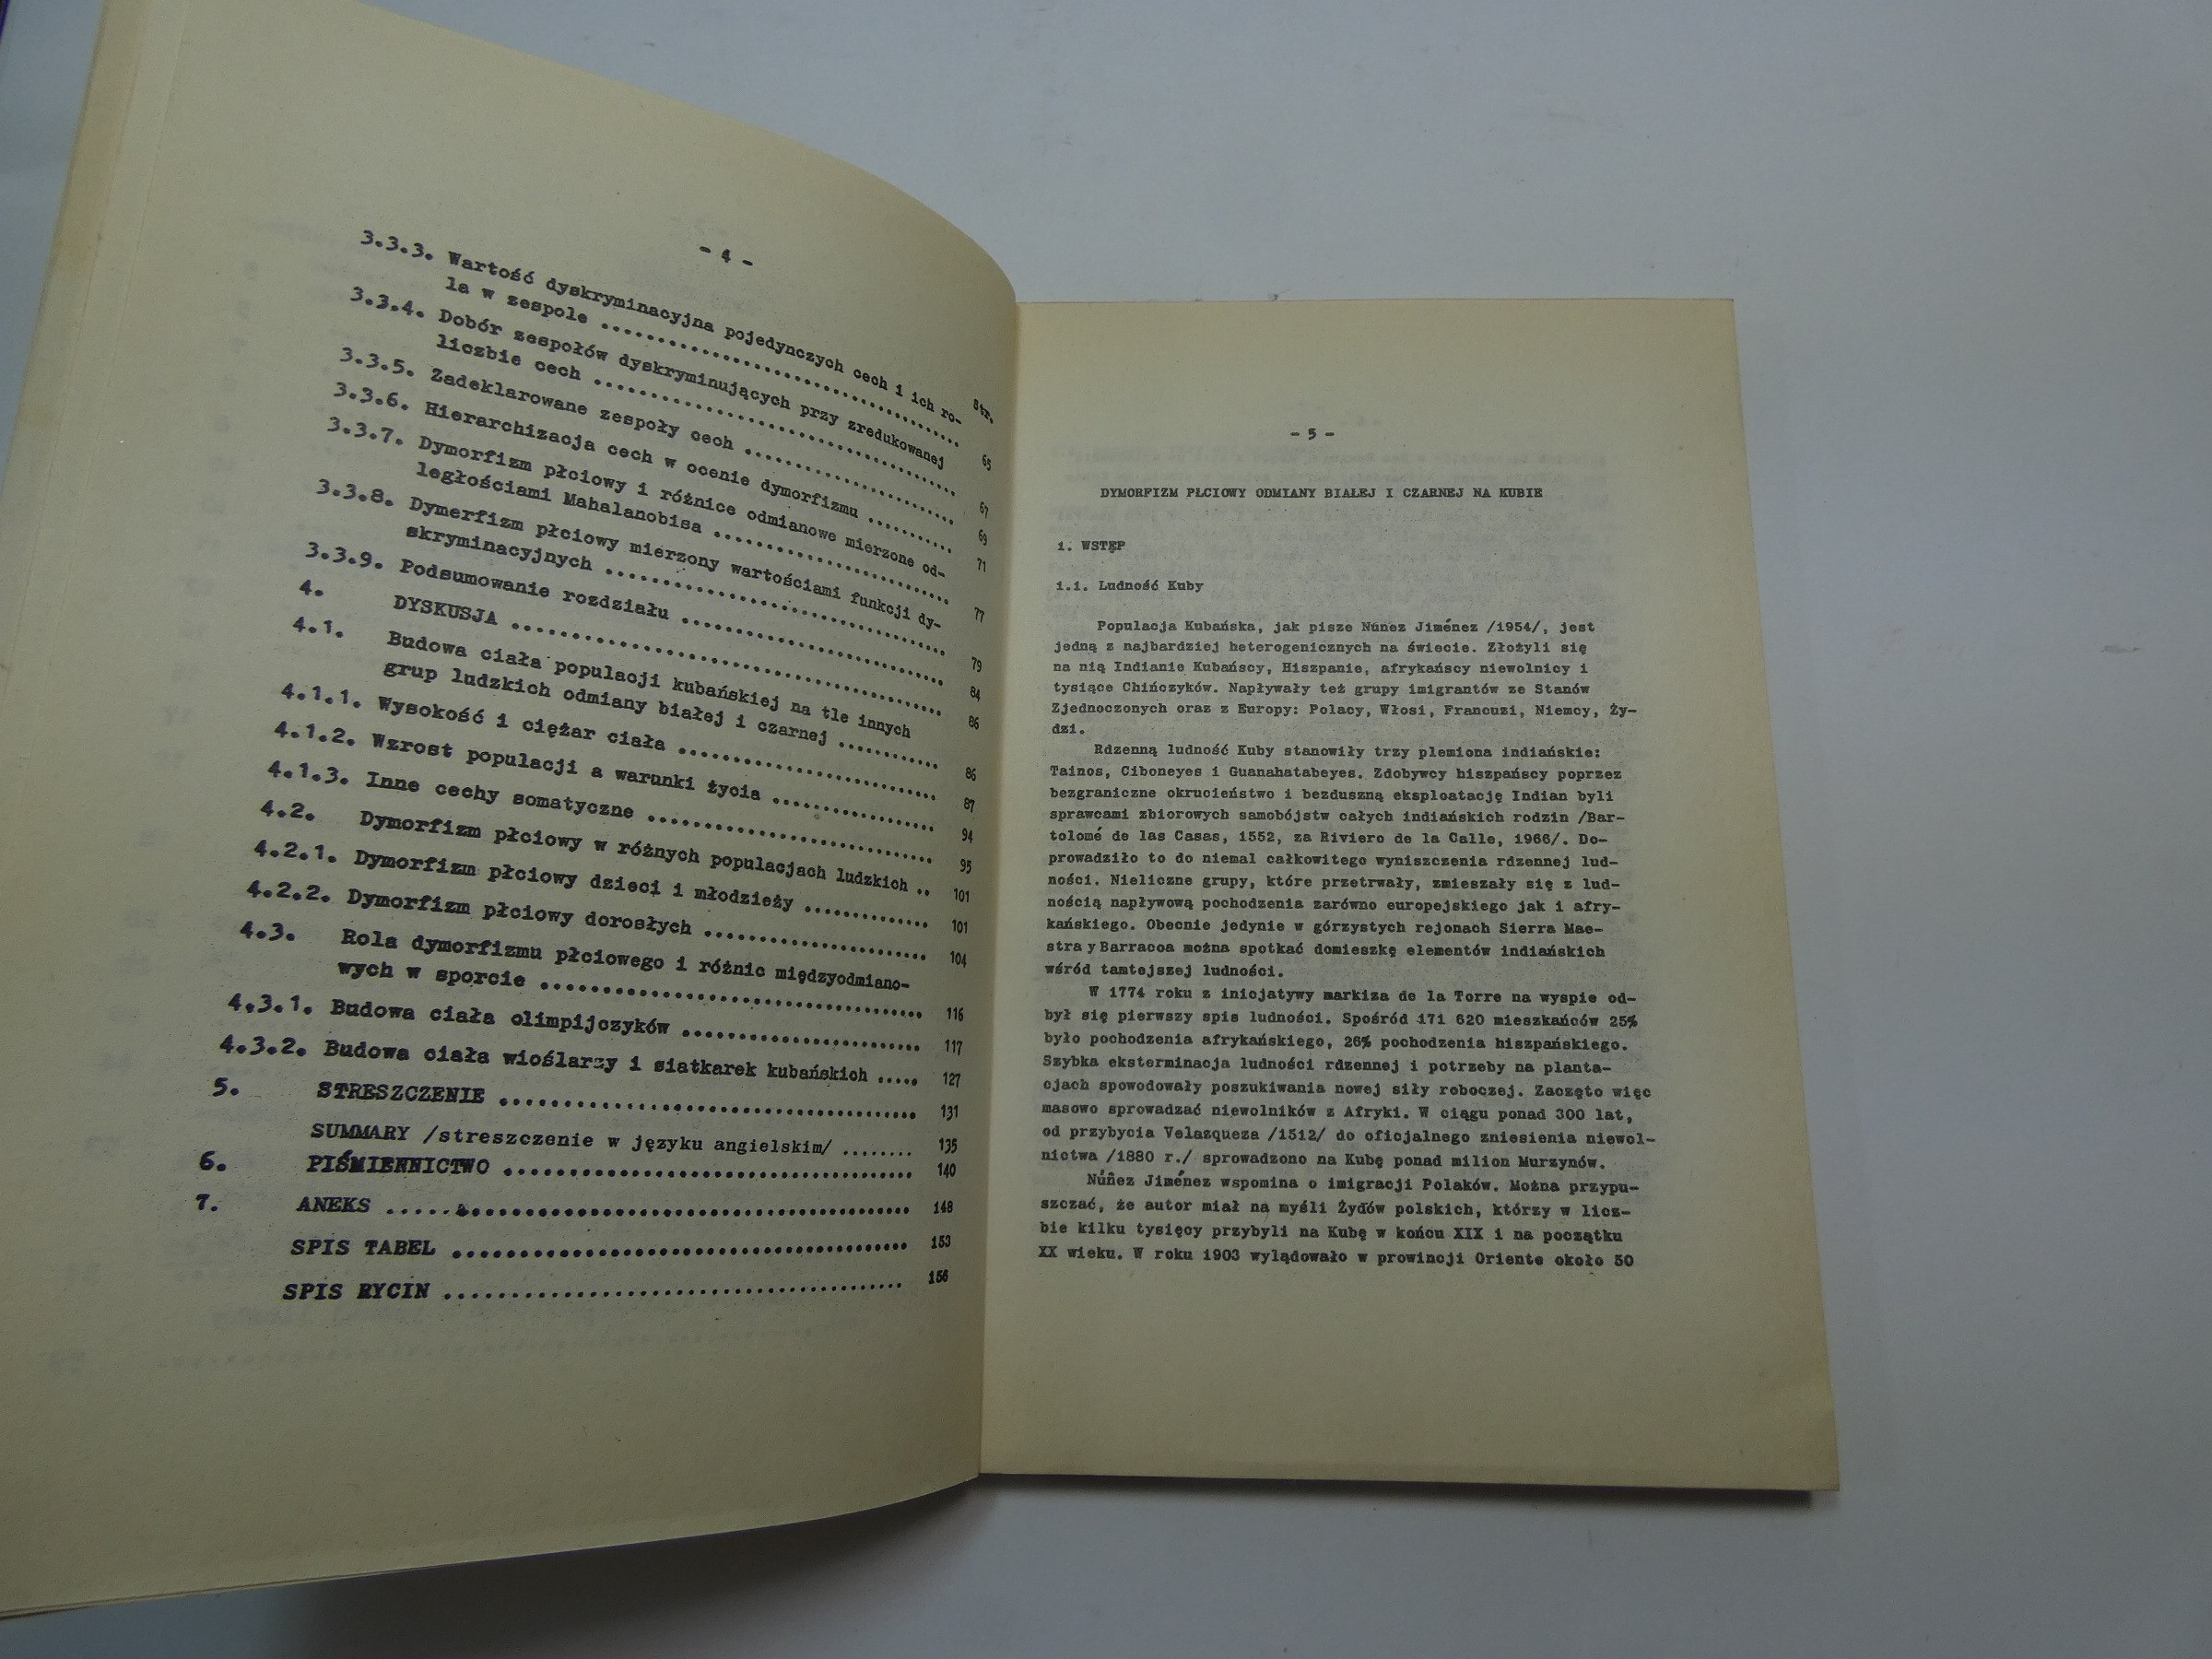 - 4 -
Str.
3.3.3. Wartość dyskryminacyjna pojedynczych cech i ich ro-
la w zespole ........................................ 65
3.3.4. Dobór zespołów dyskryminujących przy zredukowanej
liczbie cech ........................................ 67
3.3.5. Zadeklarowane zespoły cech ........................ 69
3.3.6. Hierarchizacja cech w ocenie dymorfizmu ........... 71
3.3.7. Dymorfizm płciowy i różnice odmianowe mierzone od-
ległościami Mahalanobisa ............................ 77
3.3.8. Dymerfizm płciowy mierzony wartościami funkcji dy-
skryminacyjnych ..................................... 79
3.3.9. Podsumowanie rozdziału ............................ 84
4. DYSKUSJA .............................................. 86
4.1. Budowa ciała populacji kubańskiej na tle innych
grup ludzkich odmiany białej i czarnej ............ 86
4.1.1. Wysokość i ciężar ciała ........................... 87
4.1.2. Wzrost populacji a warunki życia .................. 94
4.1.3. Inne cechy somatyczne ............................. 95
4.2. Dymorfizm płciowy w różnych populacjach ludzkich .. 101
4.2.1. Dymorfizm płciowy dzieci i młodzieży .............. 101
4.2.2. Dymorfizm płciowy dorosłych ....................... 104
4.3. Rola dymorfizmu płciowego i różnic międzyodmiano-
wych w sporcie ...................................... 116
4.3.1. Budowa ciała olimpijczyków ........................ 117
4.3.2. Budowa ciała wioślarzy i siatkarek kubańskich ..... 127
5. STRESZCZENIE .......................................... 131
SUMMARY /streszczenie w języku angielskim/ ........ 135
6. PIŚMIENNICTWO ......................................... 140
7. ANEKS ................................................. 148
SPIS TABEL ........................................ 153
SPIS RYCIN ........................................ 156
- 5 -
DYMORFIZM PŁCIOWY ODMIANY BIAŁEJ I CZARNEJ NA KUBIE
1. WSTĘP
1.1. Ludność Kuby
Populacja Kubańska, jak pisze Núnez Jiménez /1954/, jest
jedną z najbardziej heterogenicznych na świecie. Złożyli się
na nią Indianie Kubańscy, Hiszpanie, afrykańscy niewolnicy i
tysiące Chińczyków. Napływały też grupy imigrantów ze Stanów
Zjednoczonych oraz z Europy: Polacy, Włosi, Francuzi, Niemcy, Ży-
dzi.
Rdzenną ludność Kuby stanowiły trzy plemiona indiańskie:
Tainos, Ciboneyes i Guanahatabeyes. Zdobywcy hiszpańscy poprzez
bezgraniczne okrucieństwo i bezduszną eksploatację Indian byli
sprawcami zbiorowych samobójstw całych indiańskich rodzin /Bar-
tolomé de las Casas, 1552, za Riviero de la Calle, 1966/. Do-
prowadziło to do niemal całkowitego wyniszczenia rdzennej lud-
ności. Nieliczne grupy, które przetrwały, zmieszały się z lud-
nością napływową pochodzenia zarówno europejskiego jak i afry-
kańskiego. Obecnie jedynie w górzystych rejonach Sierra Mae-
stra y Barracoa można spotkać domieszkę elementów indiańskich
wśród tamtejszej ludności.
W 1774 roku z inicjatywy markiza de la Torre na wyspie od-
był się pierwszy spis ludności. Spośród 171 620 mieszkańców 25%
było pochodzenia afrykańskiego, 26% pochodzenia hiszpańskiego.
Szybka eksterminacja ludności rdzennej i potrzeby na planta-
cjach spowodowały poszukiwania nowej siły roboczej. Zaczęto więc
masowo sprowadzać niewolników z Afryki. W ciągu ponad 300 lat,
od przybycia Velazqueza /1512/ do oficjalnego zniesienia niewol-
nictwa /1880 r./ sprowadzono na Kubę ponad milion Murzynów.
Núñez Jiménez wspomina o imigracji Polaków. Można przypu-
szczać, że autor miał na myśli Żydów polskich, którzy w licz-
bie kilku tysięcy przybyli na Kubę w końcu XIX i na początku
XX wieku. W roku 1903 wylądowało w prowincji Oriente około 50